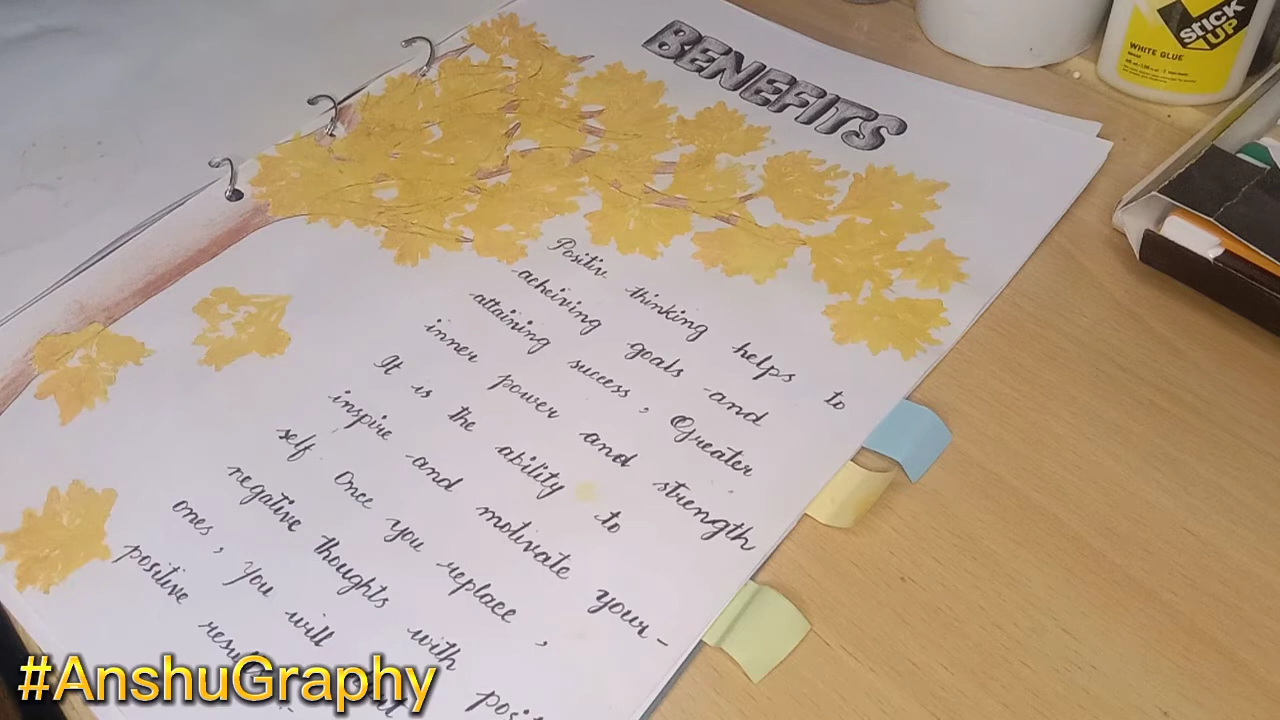 BENEFITS
Positiv thinking helps to
acheiving goals and
attaining success, Greater
inner power and strength
It is the ability to
inspire and motivate your-
self Once you replace,
negative thoughts with
ones, You will
positive
STICK UP
WHITE GLUE
#AnshuGraphy